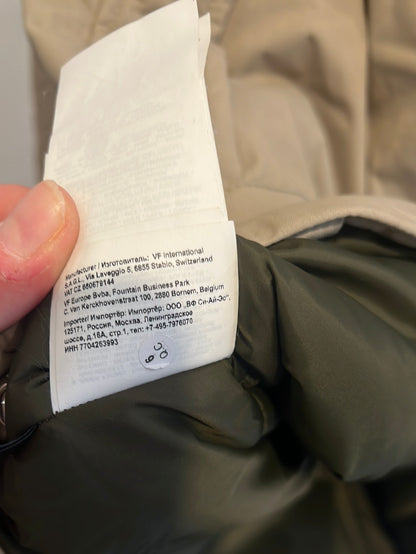 Manufacturer / Изготовитель: VF International
S.A.G.L., Via Laveggio 5, 6855 Stabio, Switzerland
VAT CZ 680679144
VF Europe Bvba, Fountain Business Park
C. Van Kerckhovenstraat 100, 2880 Bornem, Belgium
Importer/ Импортёр: Импортёр: ООО „ВФ Си-Ай-Эс“,
125171, Россия, Москва, Ленинградское
шоссе, д.16А, стр.1, тел: +7-495-7976070
ИНН 7704263993